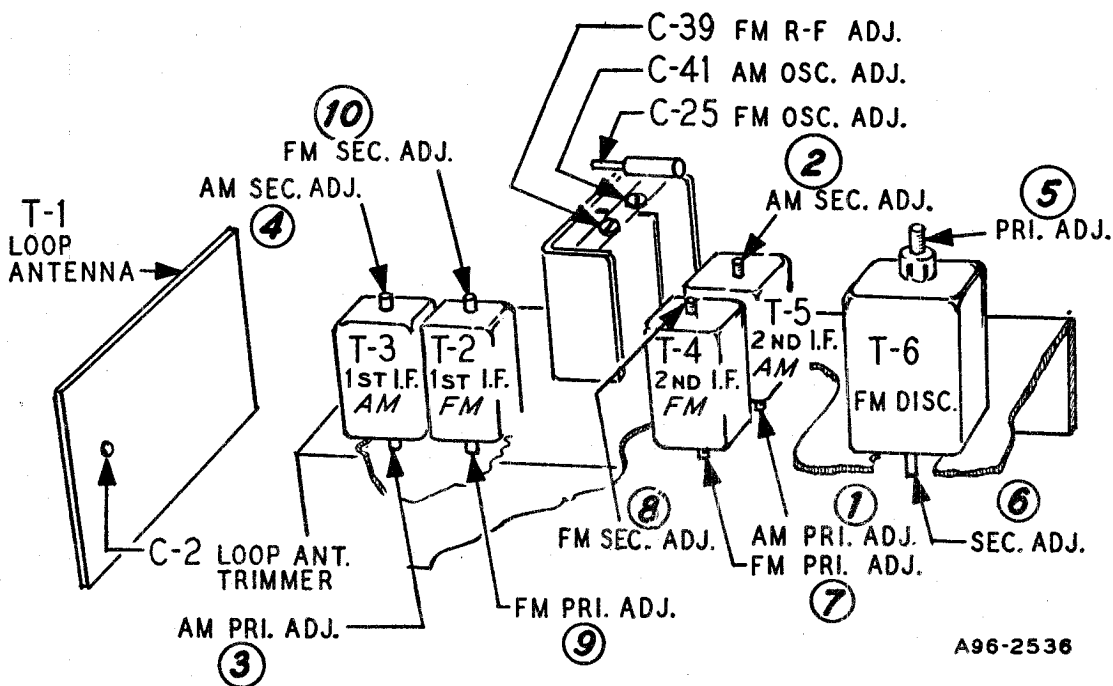 C-39 FM R-F ADJ.
C-41 AM OSC. ADJ.
C-25 FM OSC. ADJ.
10
FM SEC. ADJ.
AM SEC. ADJ.
4
2
AM SEC. ADJ.
5
PRI. ADJ.
T-1
LOOP
ANTENNA
T-3
1ST I.F.
AM
T-2
1ST I.F.
FM
T-4
2ND I.F.
FM
T-5
2ND I.F.
AM
T-6
FM DISC.
C-2 LOOP ANT.
TRIMMER
8
FM SEC. ADJ.
1
AM PRI. ADJ.
FM PRI. ADJ.
7
6
SEC. ADJ.
AM PRI. ADJ.
3
FM PRI. ADJ.
9
A96-2536